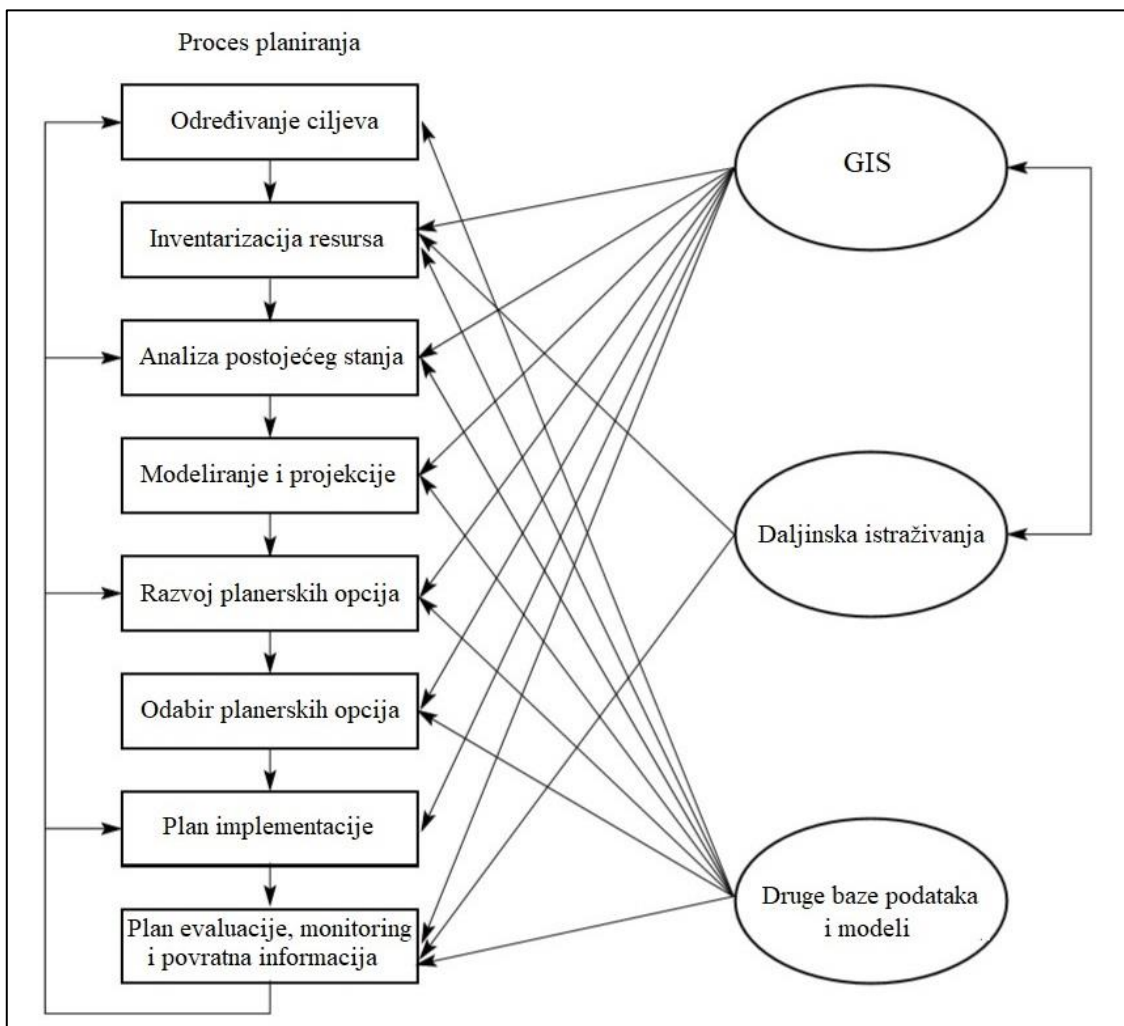 Proces planiranja
Određivanje ciljeva
Inventarizacija resursa
Analiza postojećeg stanja
Modeliranje i projekcije
Razvoj planerskih opcija
Odabir planerskih opcija
Plan implementacije
Plan evaluacije, monitoring
i povratna informacija
GIS
Daljinska istraživanja
Druge baze podataka
i modeli